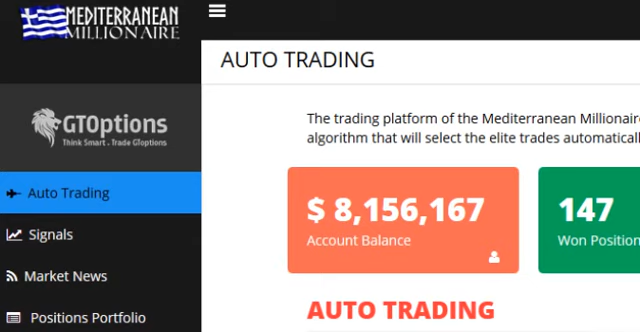 MEDITERRANEAN
MILLIONAIRE
AUTO TRADING
GTOptions
Think Smart. Trade GToptions
The trading platform of the Mediterranean Millionaire
algorithm that will select the elite trades automatically
Auto Trading
Signals
Market News
Positions Portfolio
$ 8,156,167
Account Balance
147
Won Position
AUTO TRADING